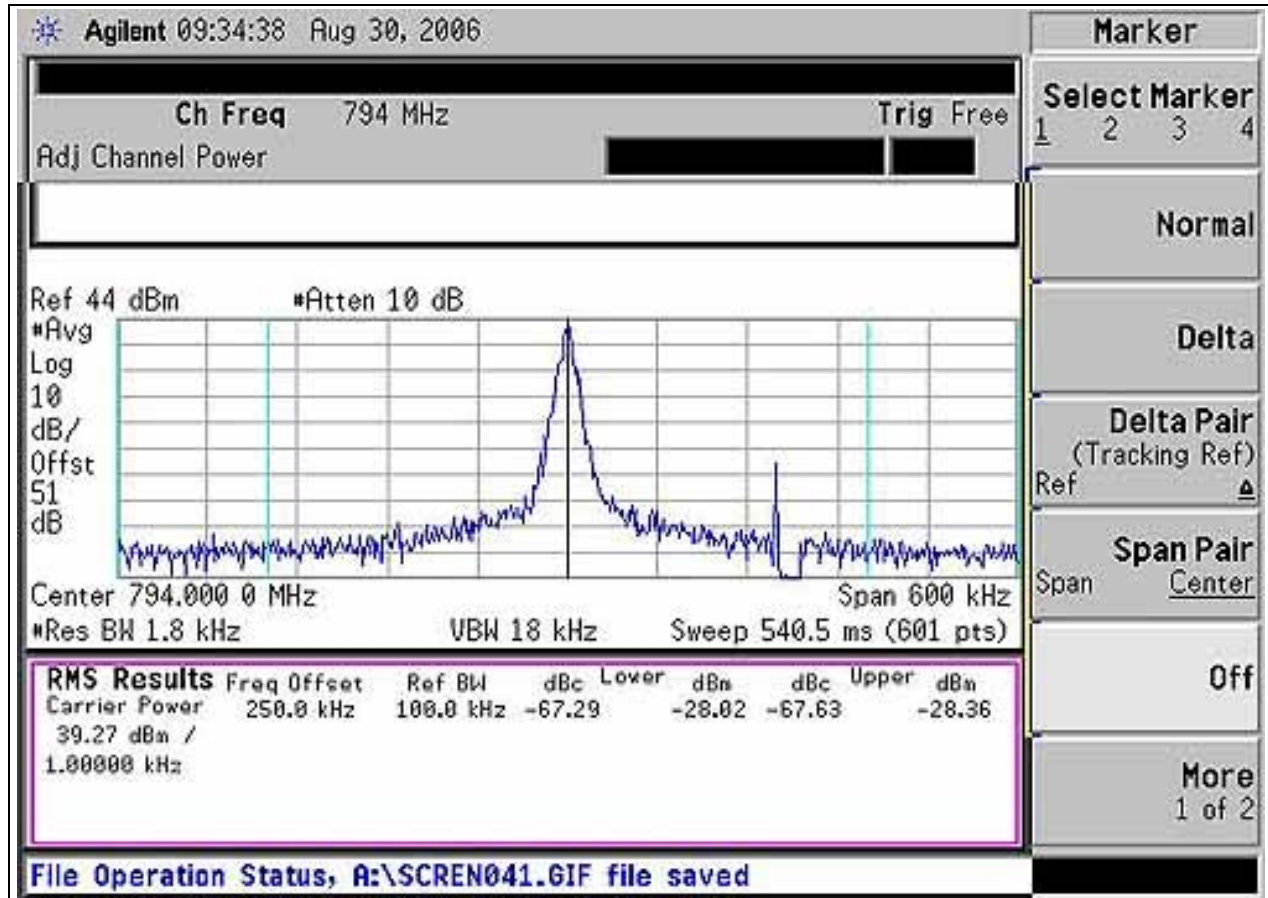 Agilent 09:34:38 Aug 30, 2006
Marker
Ch Freq 794 MHz
Trig Free
Adj Channel Power
Select Marker
1 2 3 4
Normal
Delta
Delta Pair
(Tracking Ref)
Ref Δ
Span Pair
Span Center
Off
More
1 of 2
Ref 44 dBm #Atten 10 dB
#Avg
Log
10
dB/
Offst
51
dB
Center 794.000 0 MHz Span 600 kHz
#Res BW 1.8 kHz VBW 18 kHz Sweep 540.5 ms (601 pts)
RMS Results Freq Offset Ref BW dBc Lower dBm dBc Upper dBm
Carrier Power 250.0 kHz 100.0 kHz -67.29 -28.02 -67.63 -28.36
39.27 dBm /
1.00000 kHz
File Operation Status, A:\SCREN041.GIF file saved